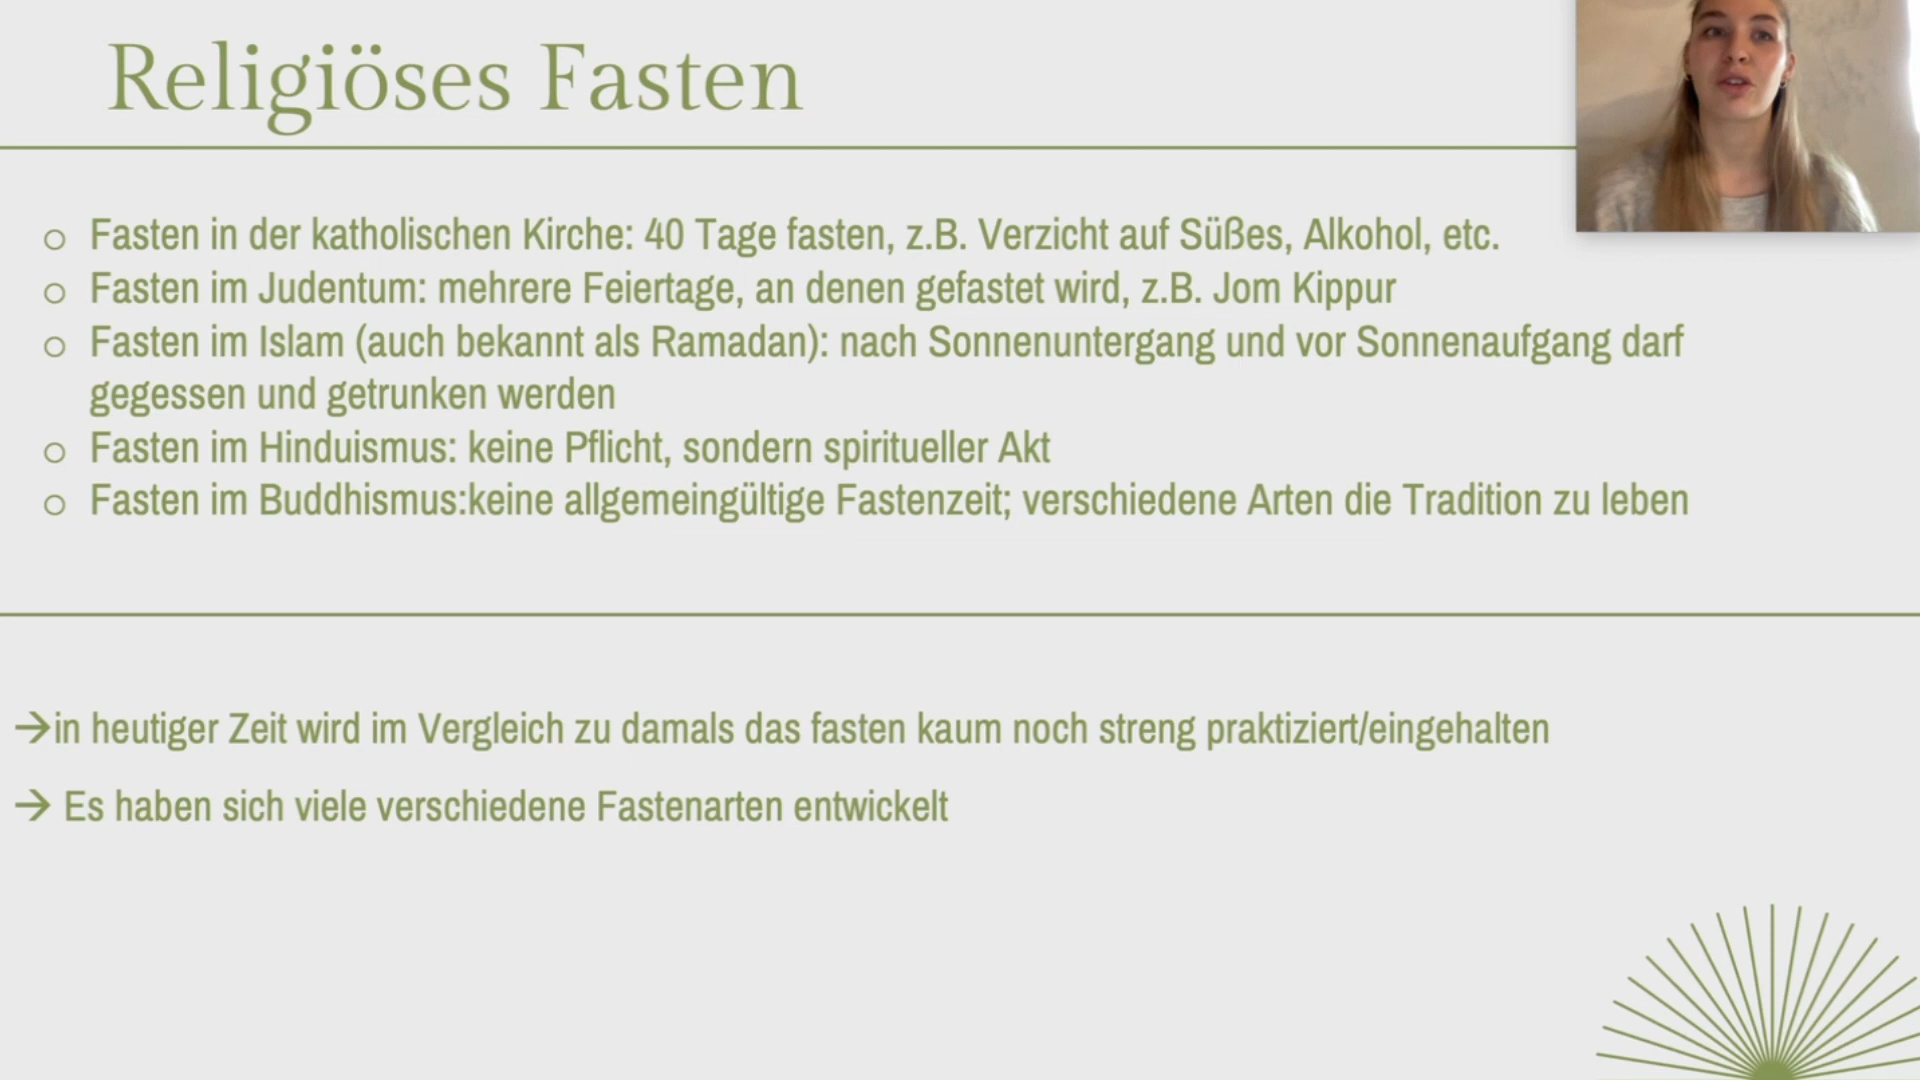 Religiöses Fasten
o Fasten in der katholischen Kirche: 40 Tage fasten, z.B. Verzicht auf Süßes, Alkohol, etc.
o Fasten im Judentum: mehrere Feiertage, an denen gefastet wird, z.B. Jom Kippur
o Fasten im Islam (auch bekannt als Ramadan): nach Sonnenuntergang und vor Sonnenaufgang darf
gegessen und getrunken werden
o Fasten im Hinduismus: keine Pflicht, sondern spiritueller Akt
o Fasten im Buddhismus:keine allgemeingültige Fastenzeit; verschiedene Arten die Tradition zu leben
→in heutiger Zeit wird im Vergleich zu damals das fasten kaum noch streng praktiziert/eingehalten
→ Es haben sich viele verschiedene Fastenarten entwickelt